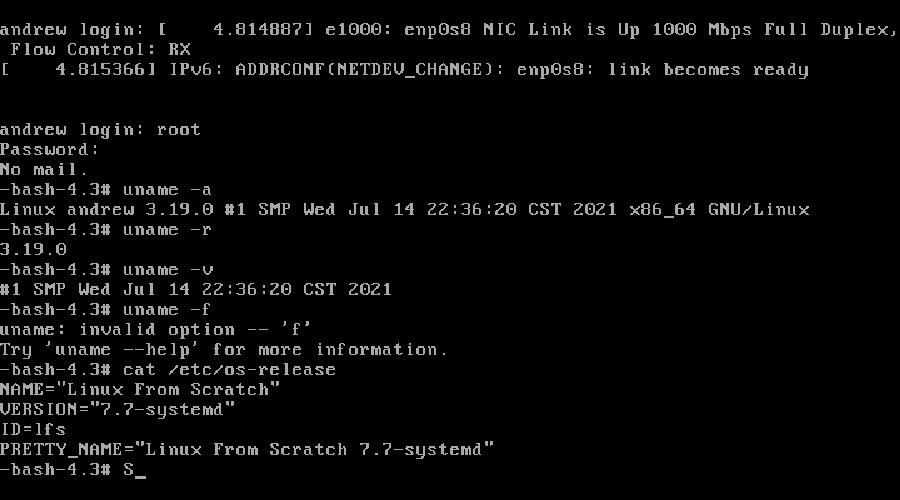 andrew login: [    4.814887] e1000: enp0s8 NIC Link is Up 1000 Mbps Full Duplex,
 Flow Control: RX
[    4.815366] IPv6: ADDRCONF(NETDEV_CHANGE): enp0s8: link becomes ready
andrew login: root
Password:
No mail.
-bash-4.3# uname -a
Linux andrew 3.19.0 #1 SMP Wed Jul 14 22:36:20 CST 2021 x86_64 GNU/Linux
-bash-4.3# uname -r
3.19.0
-bash-4.3# uname -v
#1 SMP Wed Jul 14 22:36:20 CST 2021
-bash-4.3# uname -f
uname: invalid option -- 'f'
Try 'uname --help' for more information.
-bash-4.3# cat /etc/os-release
NAME="Linux From Scratch"
VERSION="7.7-systemd"
ID=lfs
PRETTY_NAME="Linux From Scratch 7.7-systemd"
-bash-4.3# S_